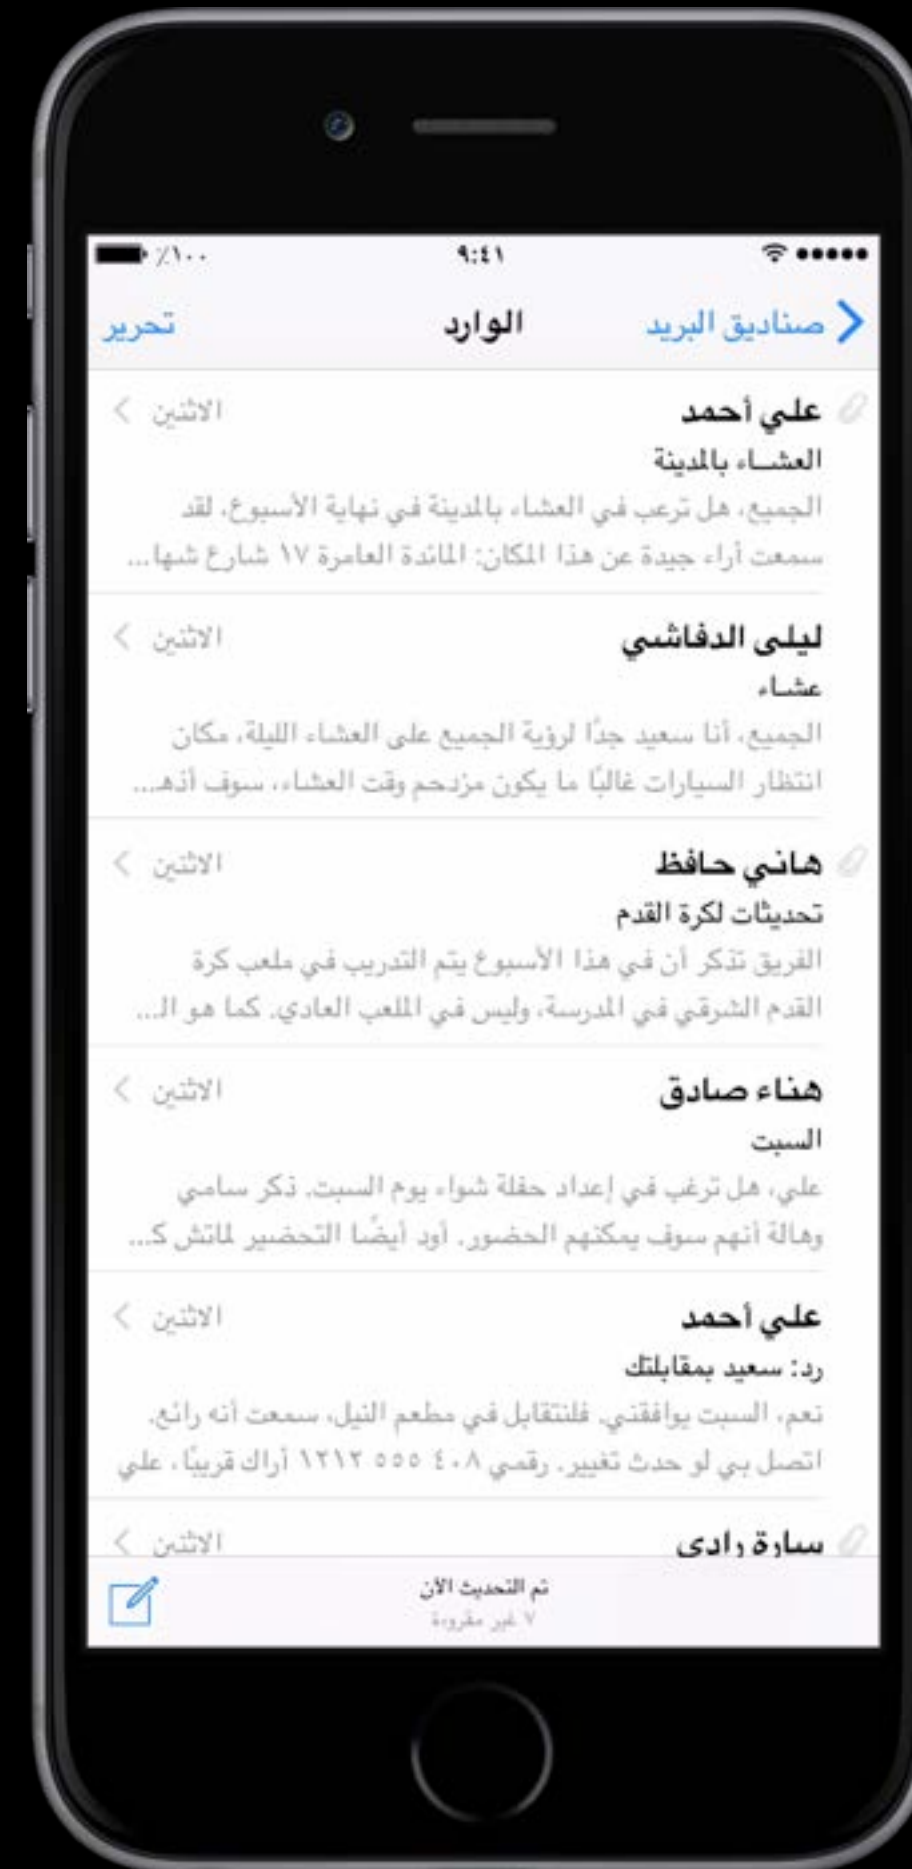 ٩:٤١
٪١٠٠
صناديق البريد
الوارد
تحرير
علي أحمد
الاثنين
العشاء بالمدينة
الجميع، هل ترعب في العشاء بالمدينة في نهاية الأسبوع، لقد
سمعت أراء جيدة عن هذا المكان: المائدة العامرة ١٧ شارع شها...
ليلى الدفاشي
الاثنين
عشاء
الجميع، أنا سعيد جدًا لرؤية الجميع على العشاء الليلة، مكان
انتظار السيارات غالبًا ما يكون مزدحم وقت العشاء، سوف أذهـ...
هاني حافظ
الاثنين
تحديثات لكرة القدم
الفريق تذكر أن في هذا الأسبوع يتم التدريب في ملعب كرة
القدم الشرقي في المدرسة، وليس في الملعب العادي. كما هو الـ...
هناء صادق
الاثنين
السبت
علي، هل ترغب في إعداد حفلة شواء يوم السبت. ذكر سامي
وهالة أنهم سوف يمكنهم الحضور. أود أيضًا التحضير لماتش كـ...
علي أحمد
الاثنين
رد: سعيد بمقابلتك
نعم، السبت يوافقني. فلنتقابل في مطعم النيل، سمعت أنه رائع.
اتصل بي لو حدث تغيير. رقمي ٤٠٨ ٥٥٥ ١٢١٢ أراك قريبًا، علي
سارة رادي
الاثنين
تم التحديث الآن
٧ غير مقروءة